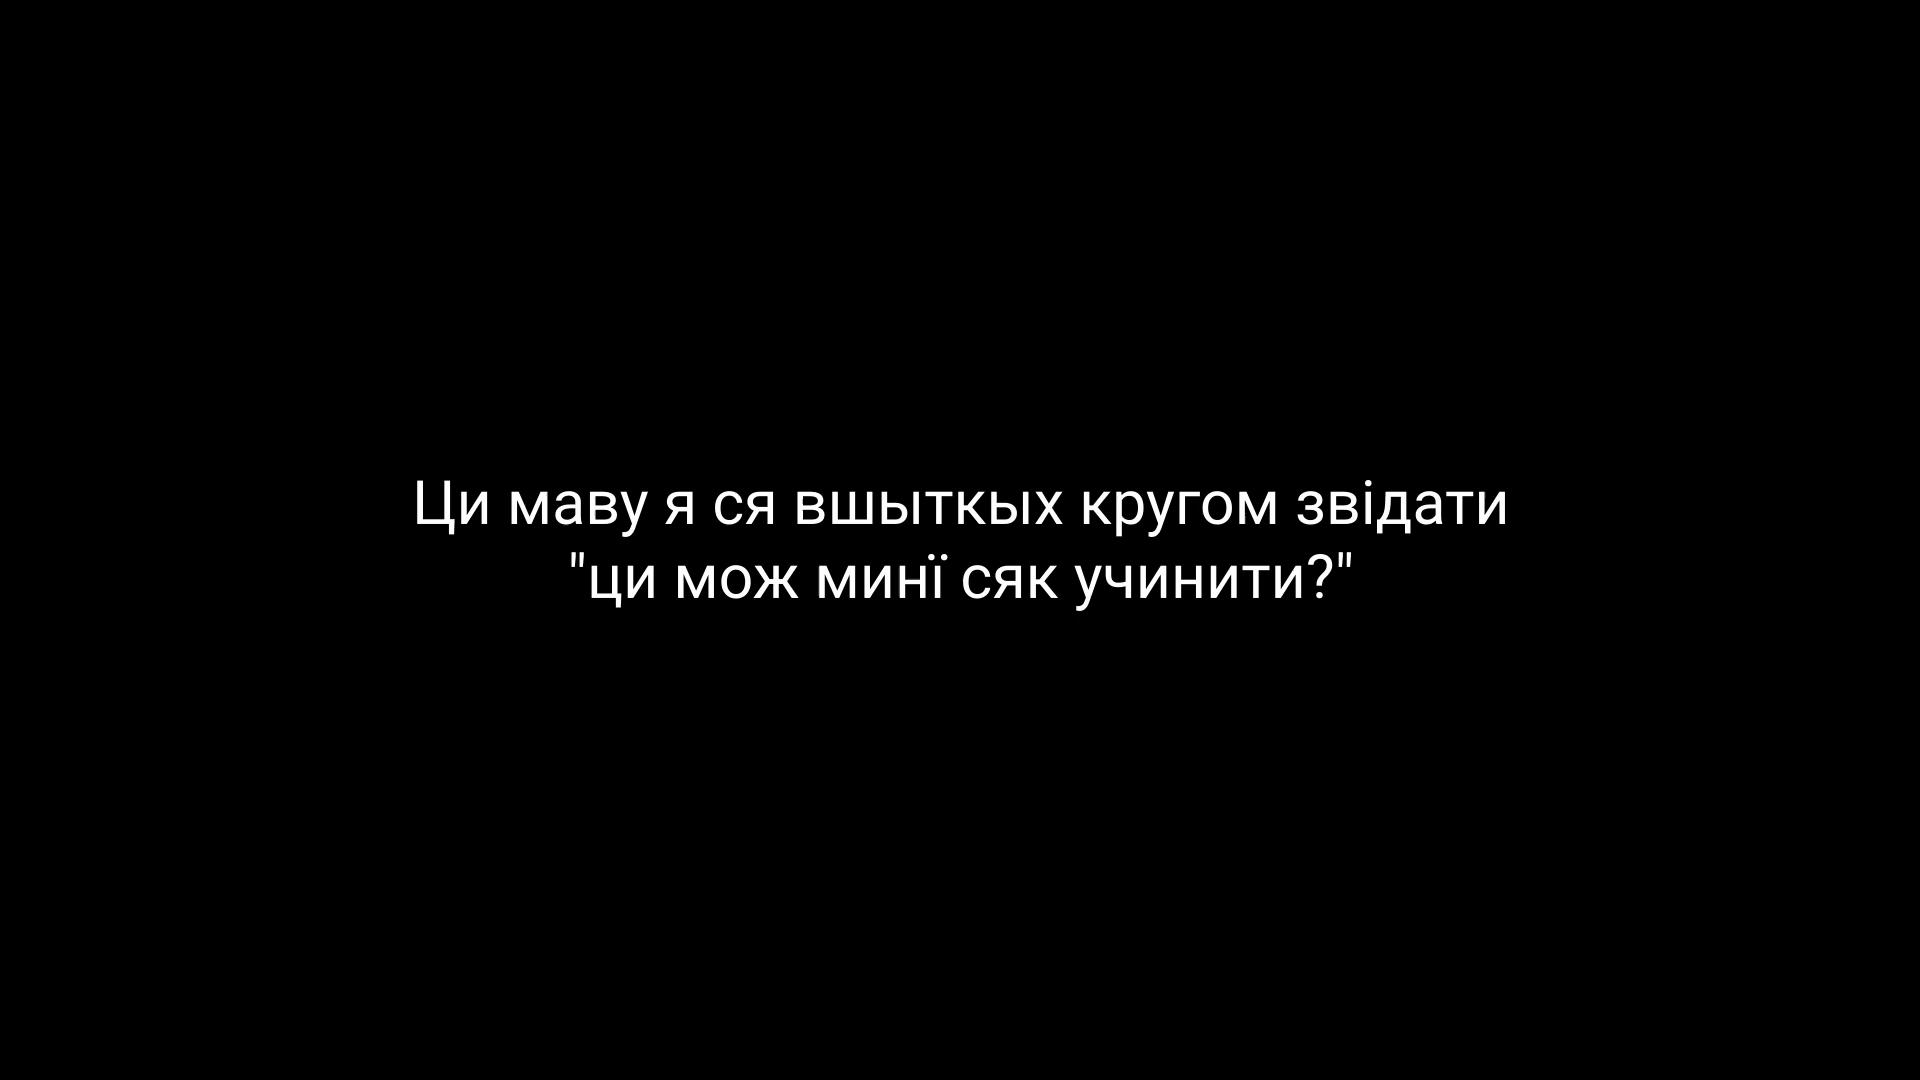 Ци маву я ся вшыткых кругом звідати
"ци мож минї сяк учинити?"